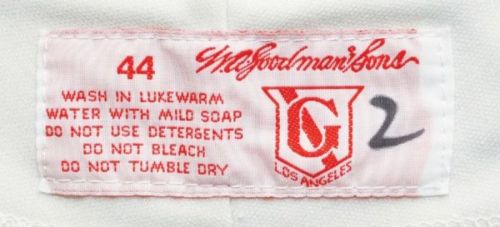 44
W.A. Goodman & Sons
WASH IN LUKEWARM
WATER WITH MILD SOAP
DO NOT USE DETERGENTS
DO NOT BLEACH
DO NOT TUMBLE DRY
G
LOS ANGELES
2